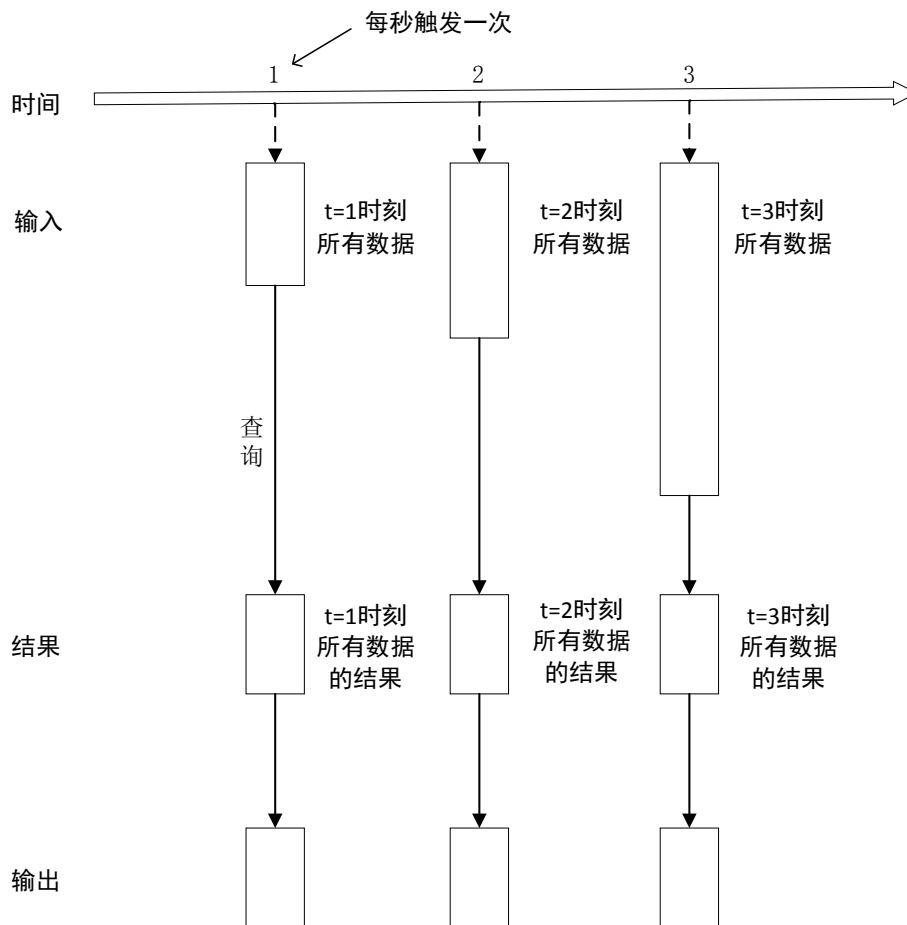 每秒触发一次
1
2
3
时间
输入
t=1时刻
所有数据
t=2时刻
所有数据
t=3时刻
所有数据
查
询
结果
t=1时刻
所有数据
的结果
t=2时刻
所有数据
的结果
t=3时刻
所有数据
的结果
输出